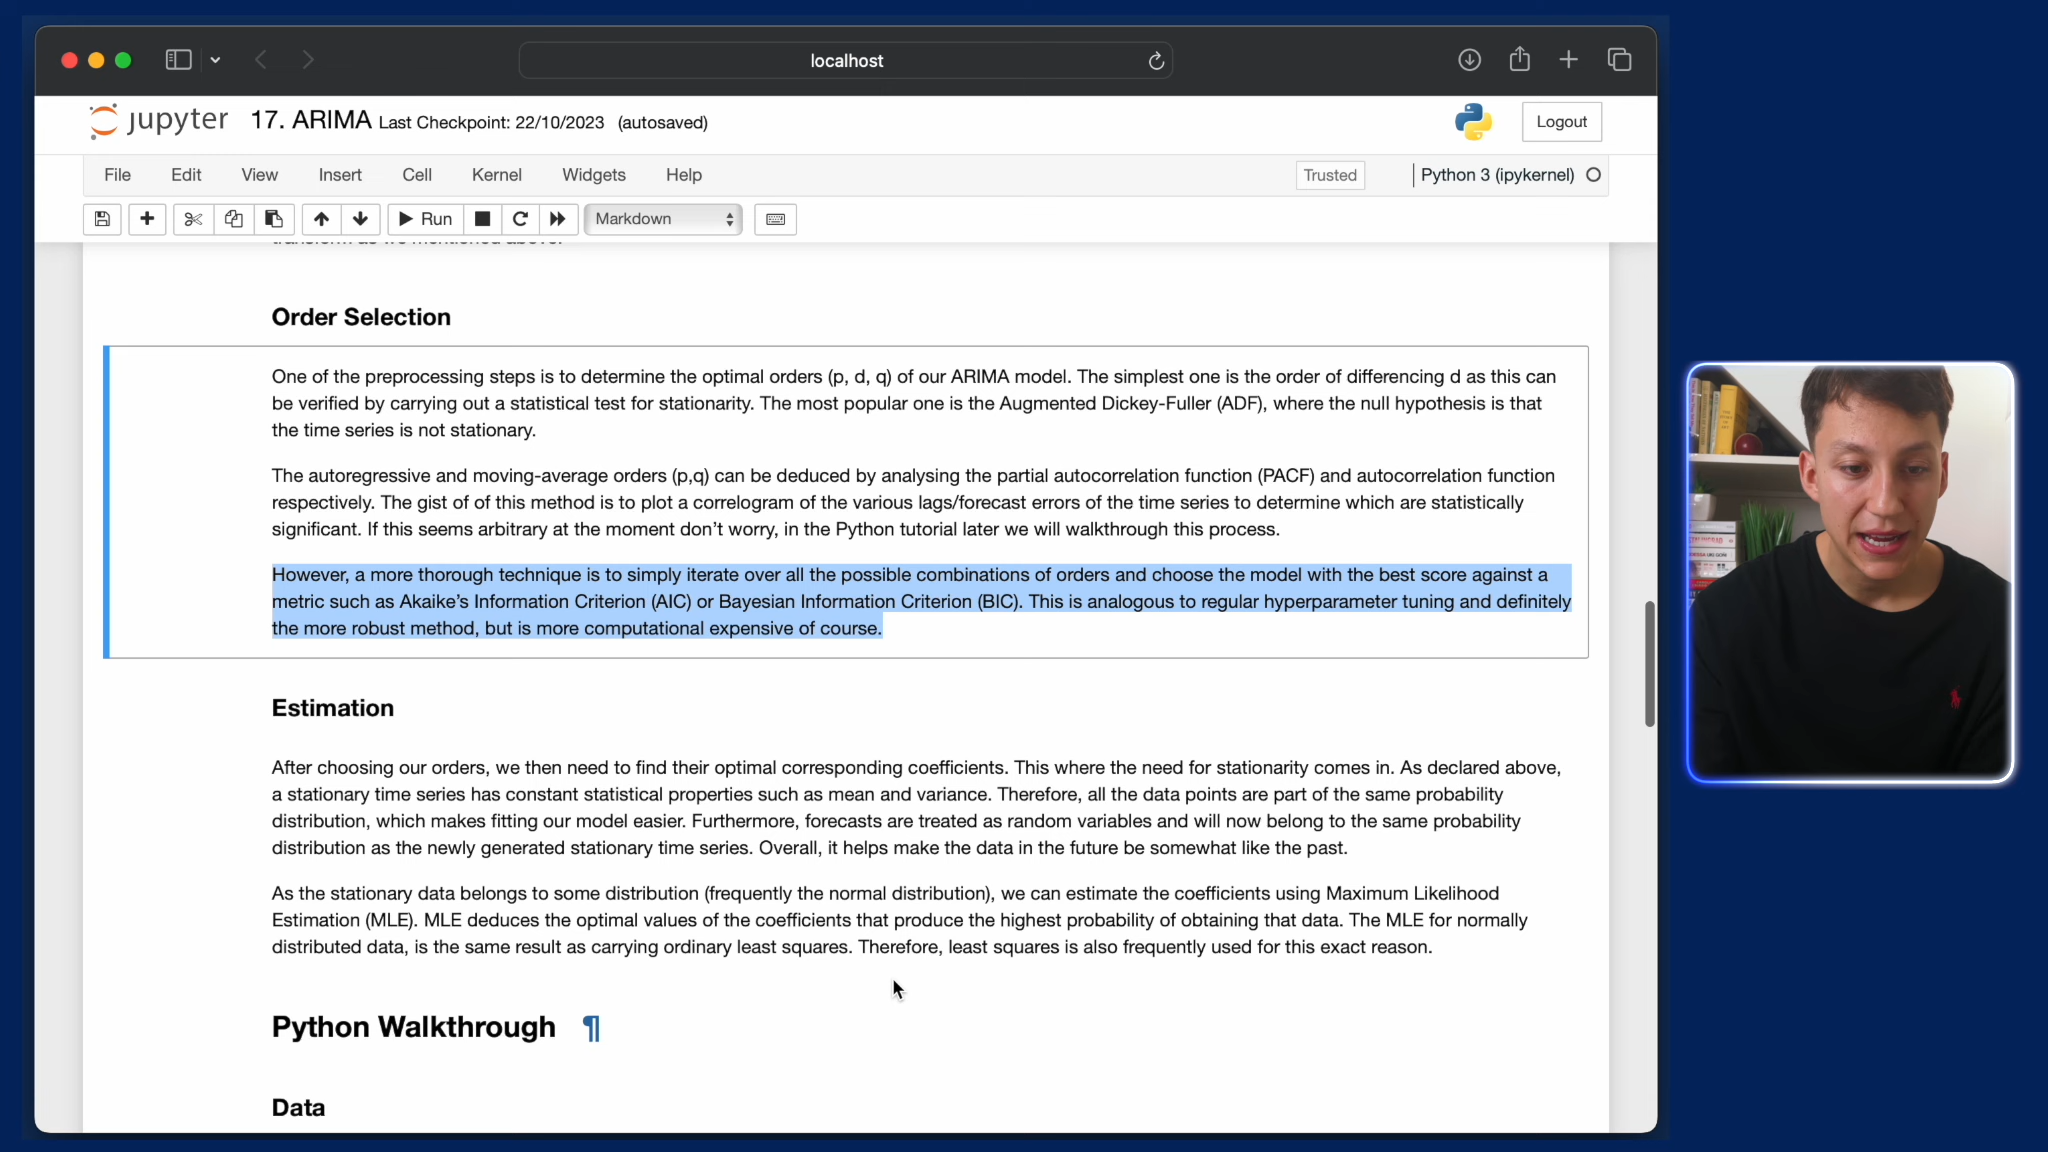 localhost
jupyter 17. ARIMA Last Checkpoint: 22/10/2023 (autosaved)
Logout
File Edit View Insert Cell Kernel Widgets Help
Trusted
Python 3 (ipykernel)
Run
Markdown
transform as we mentioned above.
Order Selection
One of the preprocessing steps is to determine the optimal orders (p, d, q) of our ARIMA model. The simplest one is the order of differencing d as this can
be verified by carrying out a statistical test for stationarity. The most popular one is the Augmented Dickey-Fuller (ADF), where the null hypothesis is that
the time series is not stationary.
The autoregressive and moving-average orders (p,q) can be deduced by analysing the partial autocorrelation function (PACF) and autocorrelation function
respectively. The gist of of this method is to plot a correlogram of the various lags/forecast errors of the time series to determine which are statistically
significant. If this seems arbitrary at the moment don't worry, in the Python tutorial later we will walkthrough this process.
However, a more thorough technique is to simply iterate over all the possible combinations of orders and choose the model with the best score against a
metric such as Akaike's Information Criterion (AIC) or Bayesian Information Criterion (BIC). This is analogous to regular hyperparameter tuning and definitely
the more robust method, but is more computational expensive of course.
Estimation
After choosing our orders, we then need to find their optimal corresponding coefficients. This where the need for stationarity comes in. As declared above,
a stationary time series has constant statistical properties such as mean and variance. Therefore, all the data points are part of the same probability
distribution, which makes fitting our model easier. Furthermore, forecasts are treated as random variables and will now belong to the same probability
distribution as the newly generated stationary time series. Overall, it helps make the data in the future be somewhat like the past.
As the stationary data belongs to some distribution (frequently the normal distribution), we can estimate the coefficients using Maximum Likelihood
Estimation (MLE). MLE deduces the optimal values of the coefficients that produce the highest probability of obtaining that data. The MLE for normally
distributed data, is the same result as carrying ordinary least squares. Therefore, least squares is also frequently used for this exact reason.
Python Walkthrough ¶
Data